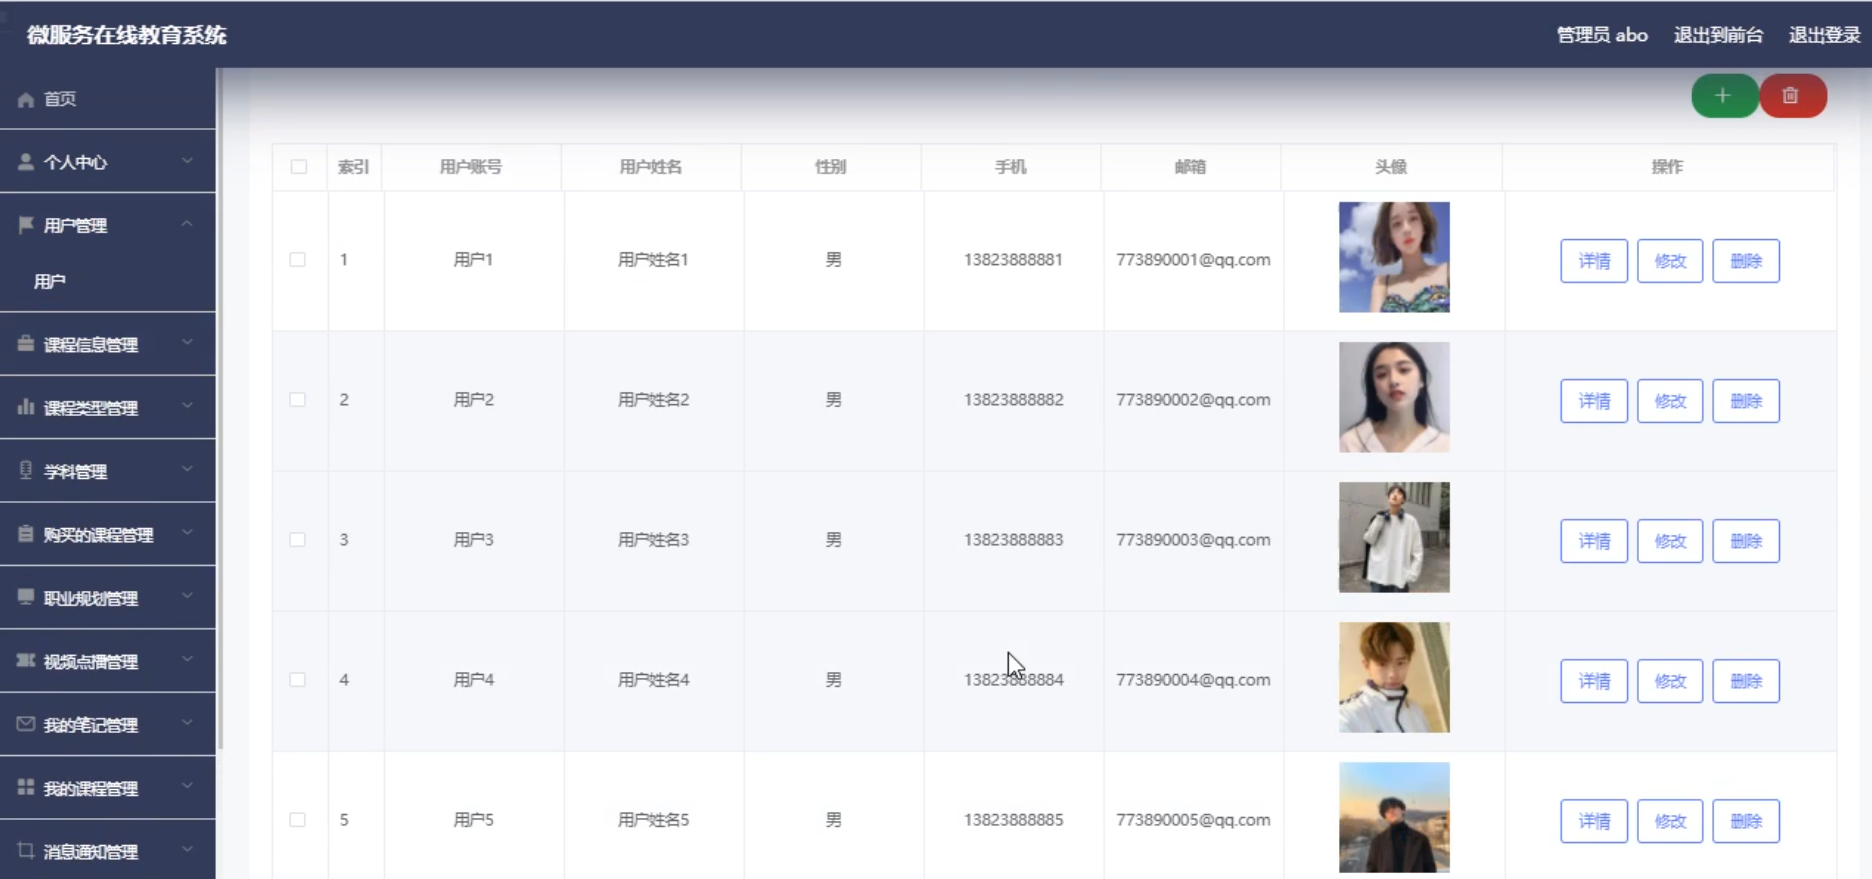 微服务在线教育系统
管理员 abo 退出到前台 退出登录
首页
个人中心
用户管理
用户
课程信息管理
课程类型管理
学科管理
购买的课程管理
职业规划管理
视频点播管理
我的笔记管理
我的课程管理
消息通知管理
索引 用户账号 用户姓名 性别 手机 邮箱 头像 操作
1 用户1 用户姓名1 男 13823888881 773890001@qq.com 详情 修改 删除
2 用户2 用户姓名2 男 13823888882 773890002@qq.com 详情 修改 删除
3 用户3 用户姓名3 男 13823888883 773890003@qq.com 详情 修改 删除
4 用户4 用户姓名4 男 13823888884 773890004@qq.com 详情 修改 删除
5 用户5 用户姓名5 男 13823888885 773890005@qq.com 详情 修改 删除